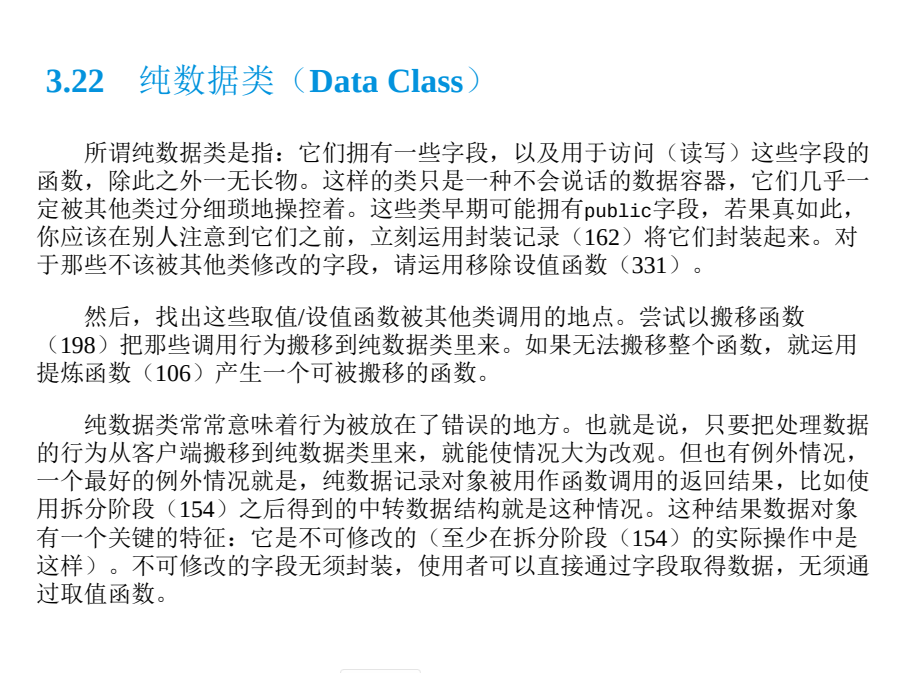 3.22 纯数据类（Data Class）
所谓纯数据类是指：它们拥有一些字段，以及用于访问（读写）这些字段的
函数，除此之外一无长物。这样的类只是一种不会说话的数据容器，它们几乎一
定被其他类过分细琐地操控着。这些类早期可能拥有public字段，若果真如此，
你应该在别人注意到它们之前，立刻运用封装记录（162）将它们封装起来。对
于那些不该被其他类修改的字段，请运用移除设值函数（331）。
然后，找出这些取值/设值函数被其他类调用的地点。尝试以搬移函数
（198）把那些调用行为搬移到纯数据类里来。如果无法搬移整个函数，就运用
提炼函数（106）产生一个可被搬移的函数。
纯数据类常常意味着行为被放在了错误的地方。也就是说，只要把处理数据
的行为从客户端搬移到纯数据类里来，就能使情况大为改观。但也有例外情况，
一个最好的例外情况就是，纯数据记录对象被用作函数调用的返回结果，比如使
用拆分阶段（154）之后得到的中转数据结构就是这种情况。这种结果数据对象
有一个关键的特征：它是不可修改的（至少在拆分阶段（154）的实际操作中是
这样）。不可修改的字段无须封装，使用者可以直接通过字段取得数据，无须通
过取值函数。